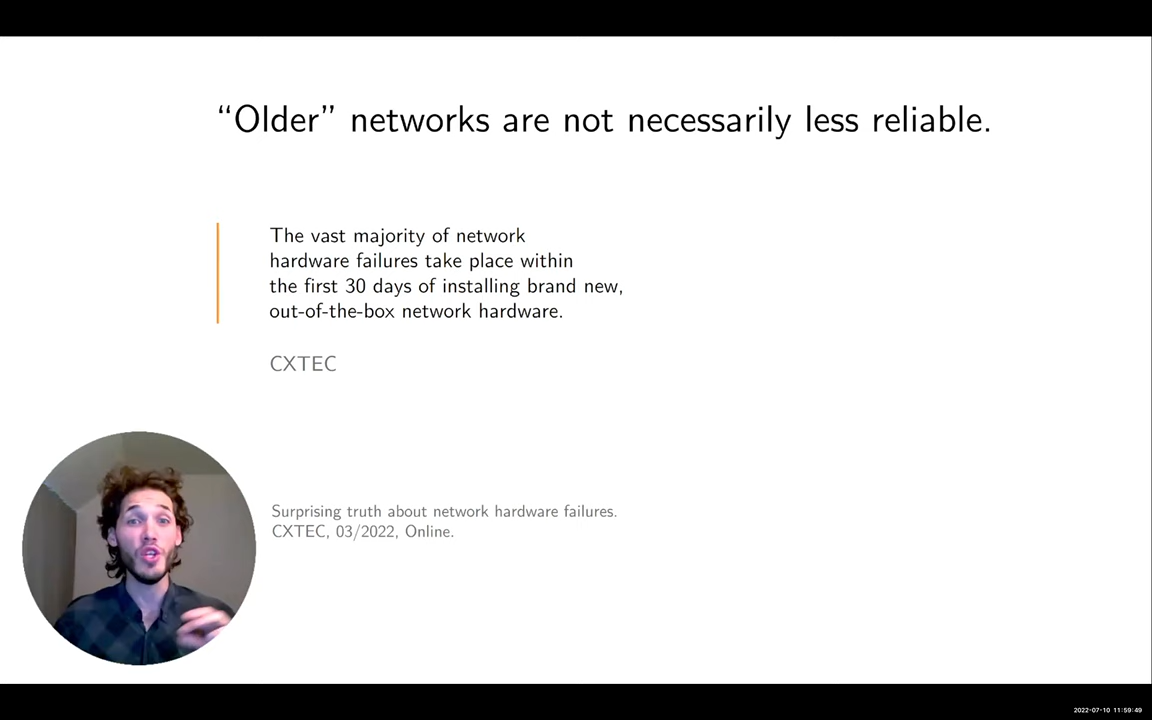 “Older” networks are not necessarily less reliable.
The vast majority of network
hardware failures take place within
the first 30 days of installing brand new,
out-of-the-box network hardware.
CXTEC
Surprising truth about network hardware failures.
CXTEC, 03/2022, Online.
2022-07-10 11:59:49